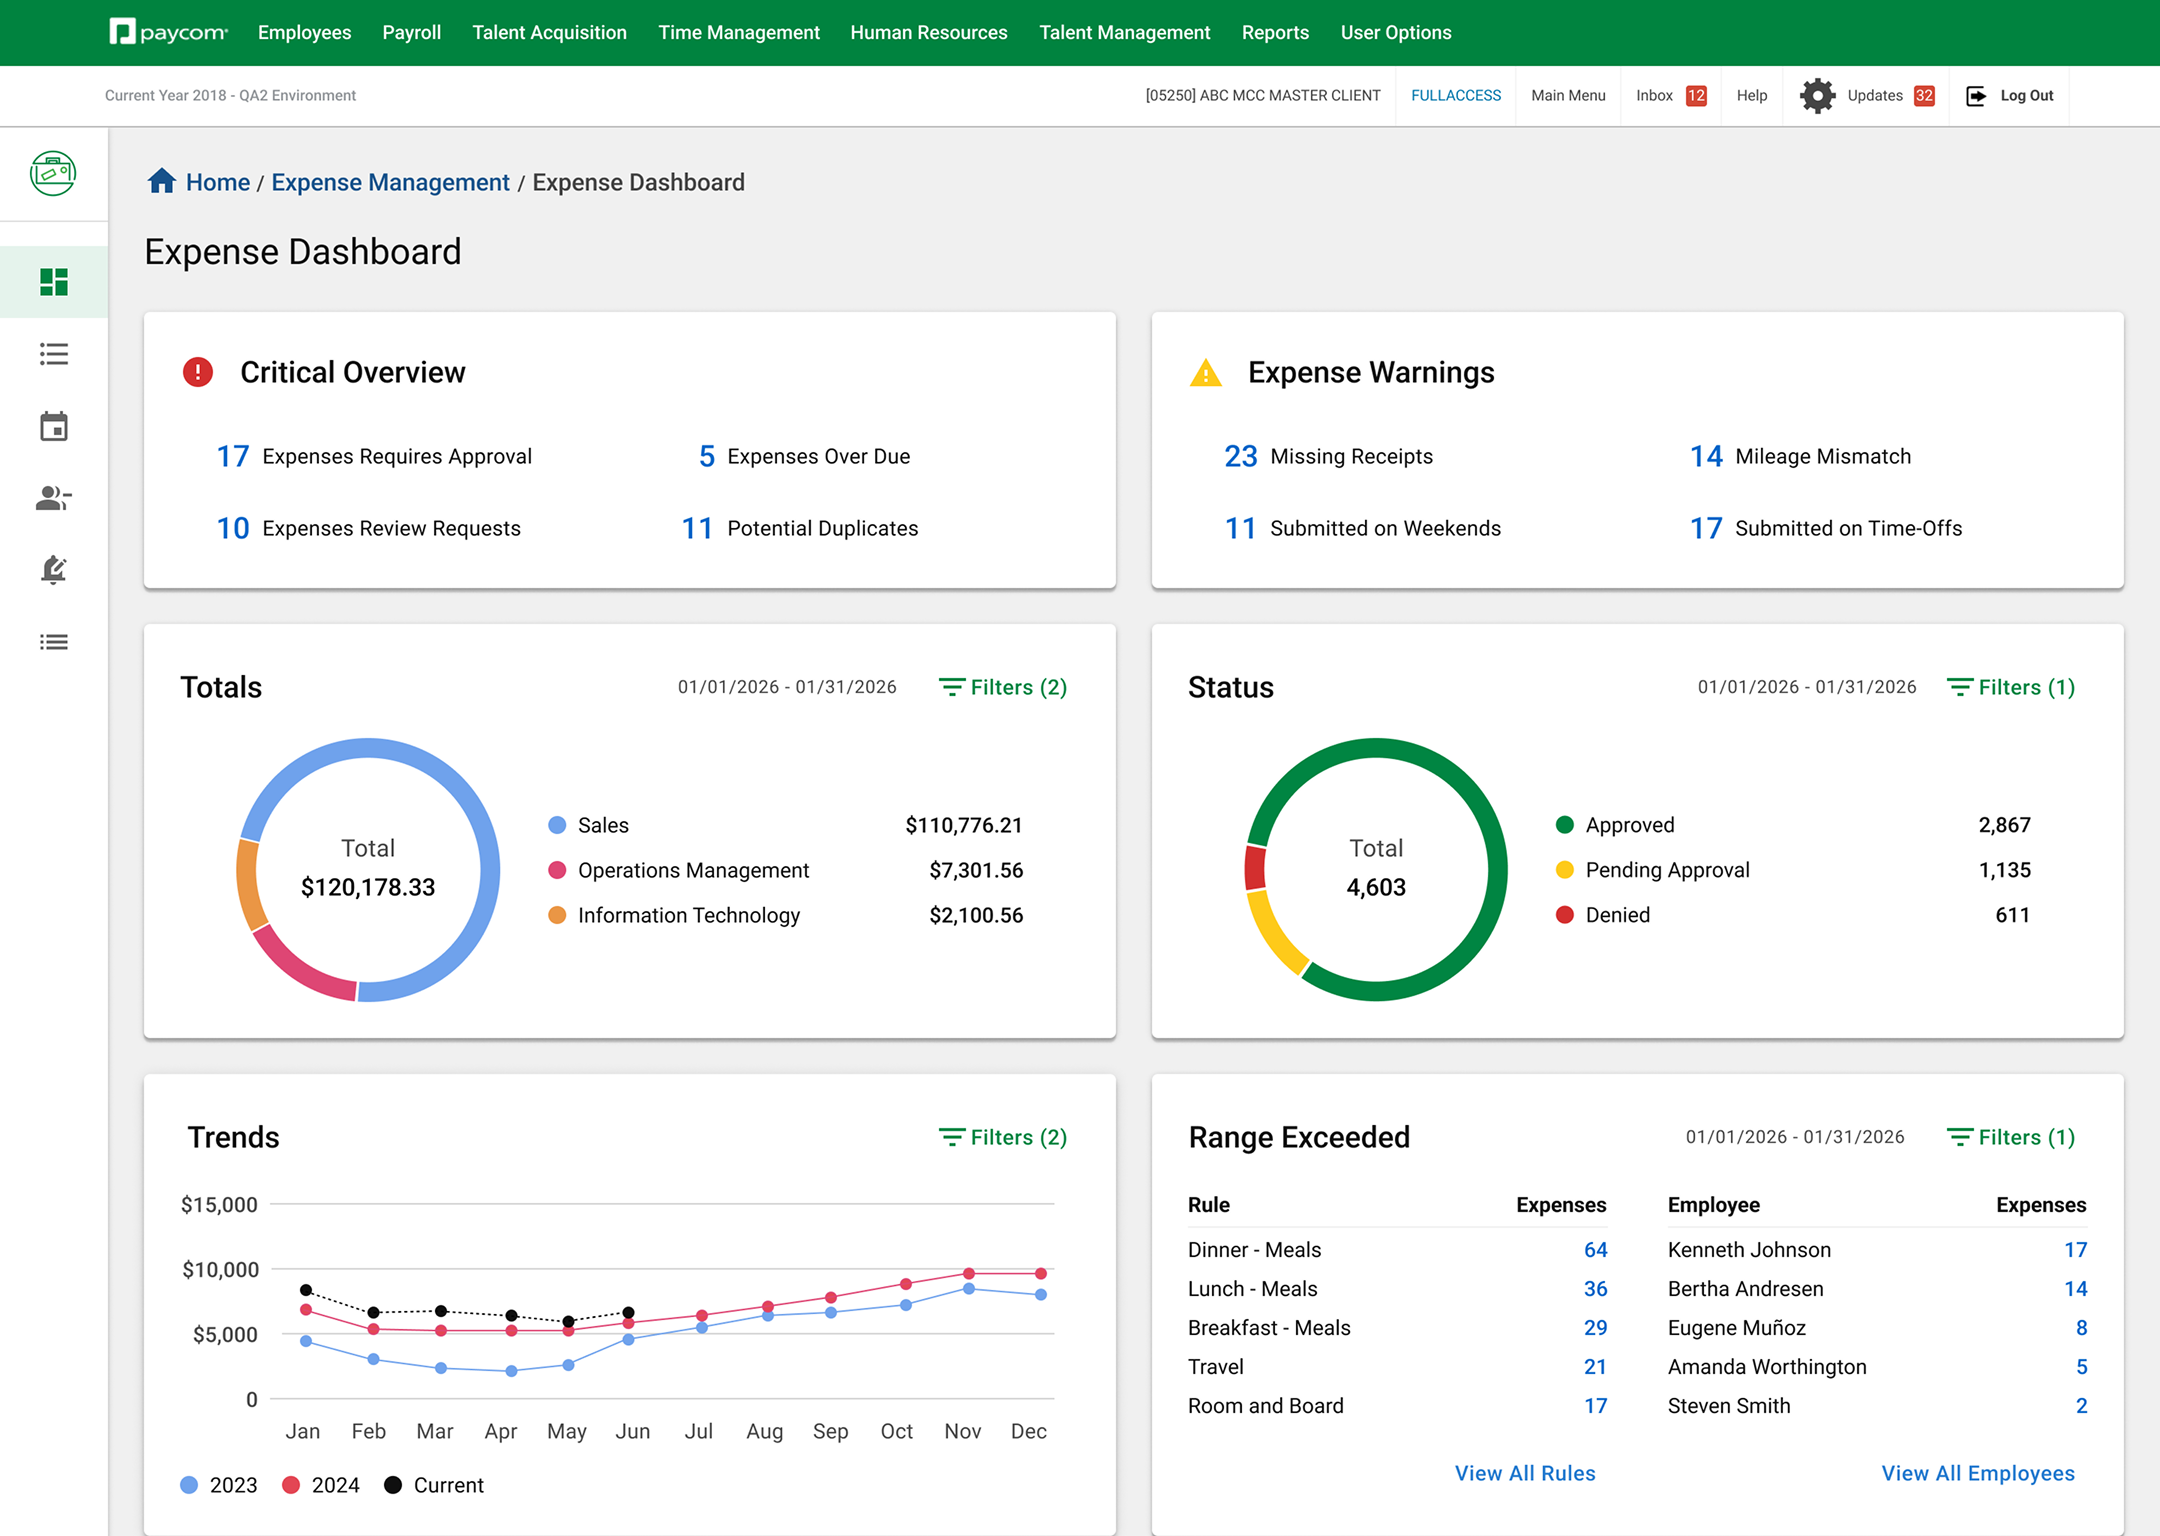 paycom Employees Payroll Talent Acquisition Time Management Human Resources Talent Management Reports User Options
Current Year 2018 - QA2 Environment [05250] ABC MCC MASTER CLIENT FULLACCESS Main Menu Inbox 12 Help Updates 32 Log Out
Home / Expense Management / Expense Dashboard
Expense Dashboard
Critical Overview
17 Expenses Requires Approval 5 Expenses Over Due
10 Expenses Review Requests 11 Potential Duplicates
Expense Warnings
23 Missing Receipts 14 Mileage Mismatch
11 Submitted on Weekends 17 Submitted on Time-Offs
Totals 01/01/2026 - 01/31/2026 Filters (2)
Total
$120,178.33
Sales $110,776.21
Operations Management $7,301.56
Information Technology $2,100.56
Status 01/01/2026 - 01/31/2026 Filters (1)
Total
4,603
Approved 2,867
Pending Approval 1,135
Denied 611
Trends Filters (2)
$15,000
$10,000
$5,000
0
Jan Feb Mar Apr May Jun Jul Aug Sep Oct Nov Dec
2023 2024 Current
Range Exceeded 01/01/2026 - 01/31/2026 Filters (1)
Rule Expenses Employee Expenses
Dinner - Meals 64 Kenneth Johnson 17
Lunch - Meals 36 Bertha Andresen 14
Breakfast - Meals 29 Eugene Muñoz 8
Travel 21 Amanda Worthington 5
Room and Board 17 Steven Smith 2
View All Rules View All Employees